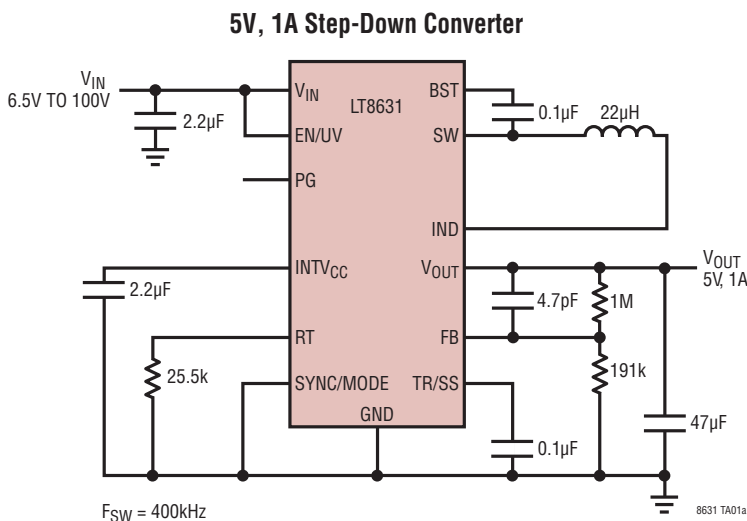 5V, 1A Step-Down Converter
VIN
6.5V TO 100V
2.2µF
VIN
EN/UV
PG
INTVCC
RT
SYNC/MODE
GND
LT8631
BST
SW
IND
VOUT
FB
TR/SS
0.1µF
22µH
VOUT
5V, 1A
4.7pF
1M
191k
47µF
0.1µF
2.2µF
25.5k
FSW = 400kHz
8631 TA01a